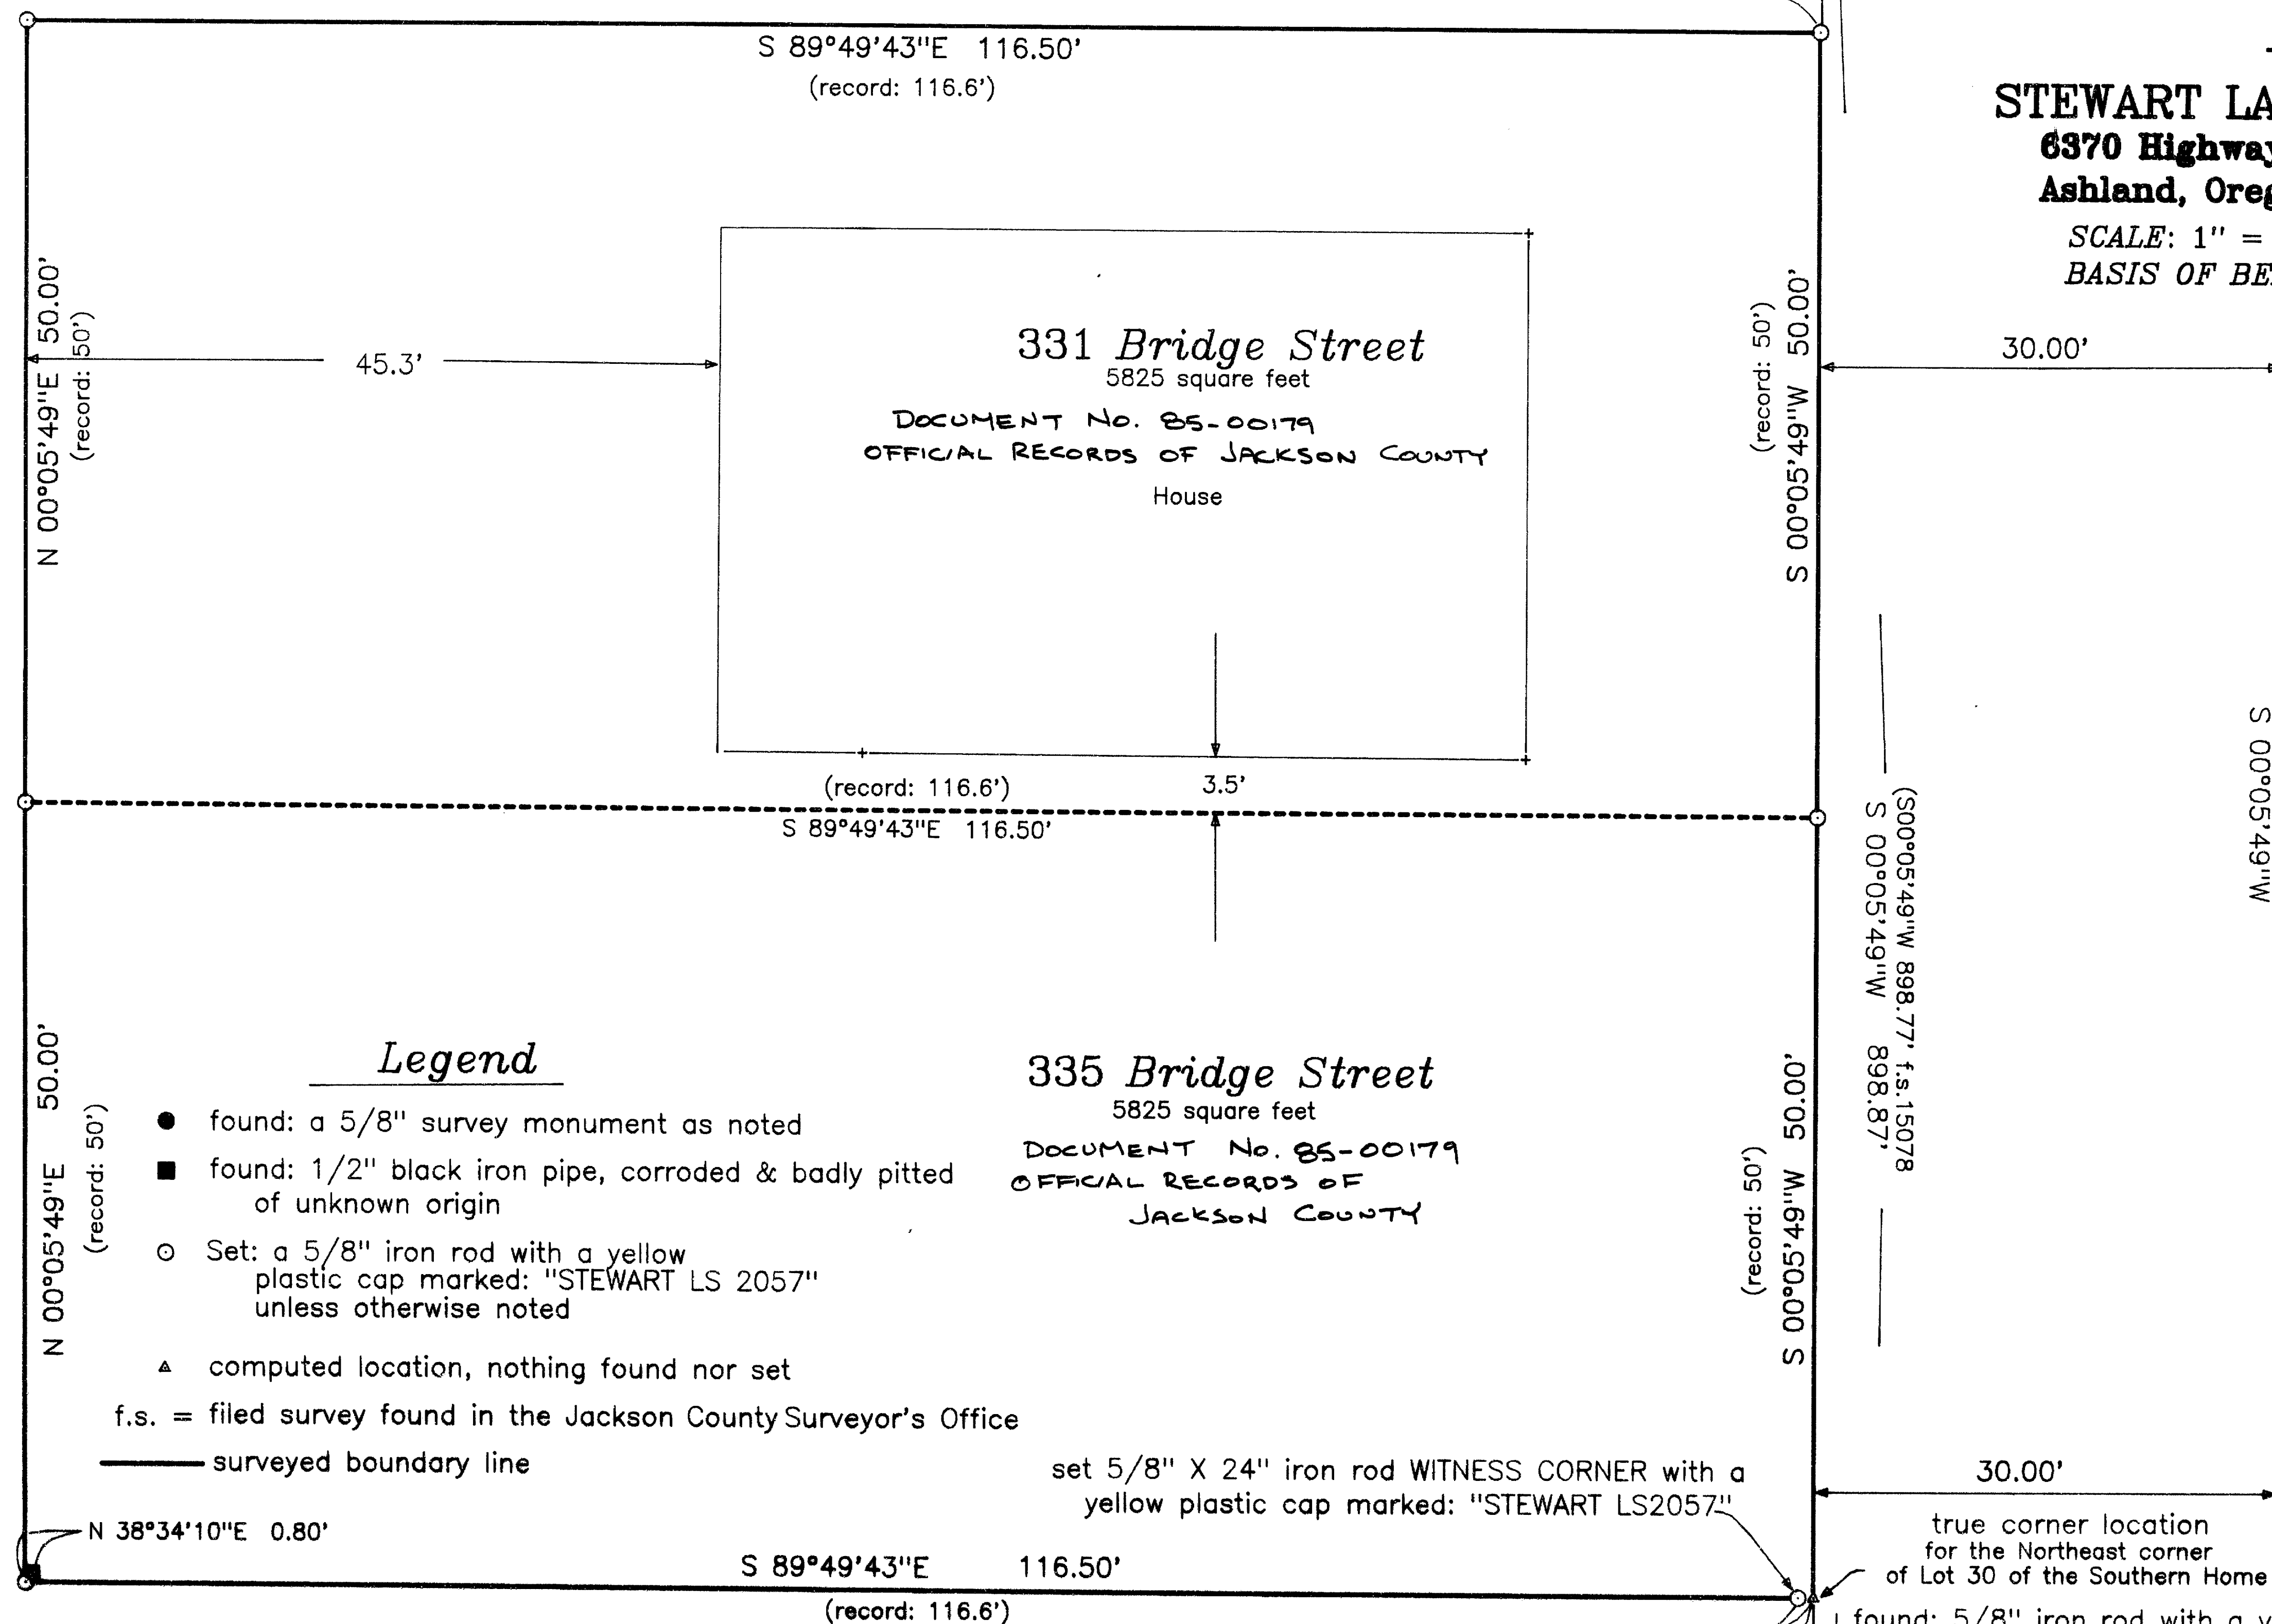 S 89°49'43"E 116.50'
(record: 116.6')
STEWART
6370 Highway
Ashland,
SCALE: 1" =
BASIS OF
N 00°05'49"E 50.00'
(record: 50')
45.3'
331 Bridge Street
5825 square feet
DOCUMENT No. 85-00179
OFFICIAL RECORDS OF JACKSON COUNTY
House
(record: 50')
S 00°05'49"W 50.00'
30.00'
(record: 116.6')
3.5'
S 89°49'43"E 116.50'
(S00°05'49"W 898.77' f.s.15078
S 00°05'49"W 898.87'
S 00°05'49"W
N 00°05'49"E 50.00'
(record: 50')
Legend
found: a 5/8" survey monument as noted
found: 1/2" black iron pipe, corroded & badly pitted
of unknown origin
Set: a 5/8" iron rod with a yellow
plastic cap marked: "STEWART LS 2057"
unless otherwise noted
computed location, nothing found nor set
f.s. = filed survey found in the Jackson County Surveyor's Office
surveyed boundary line
335 Bridge Street
5825 square feet
DOCUMENT No. 85-00179
OFFICIAL RECORDS OF
JACKSON COUNTY
(record: 50')
S 00°05'49"W 50.00'
set 5/8" X 24" iron rod WITNESS CORNER with a
yellow plastic cap marked: "STEWART LS2057"
30.00'
true corner location
for the Northeast corner
of Lot 30 of the Southern Home
N 38°34'10"E 0.80'
S 89°49'43"E 116.50'
(record: 116.6')
found: 5/8" iron rod with a